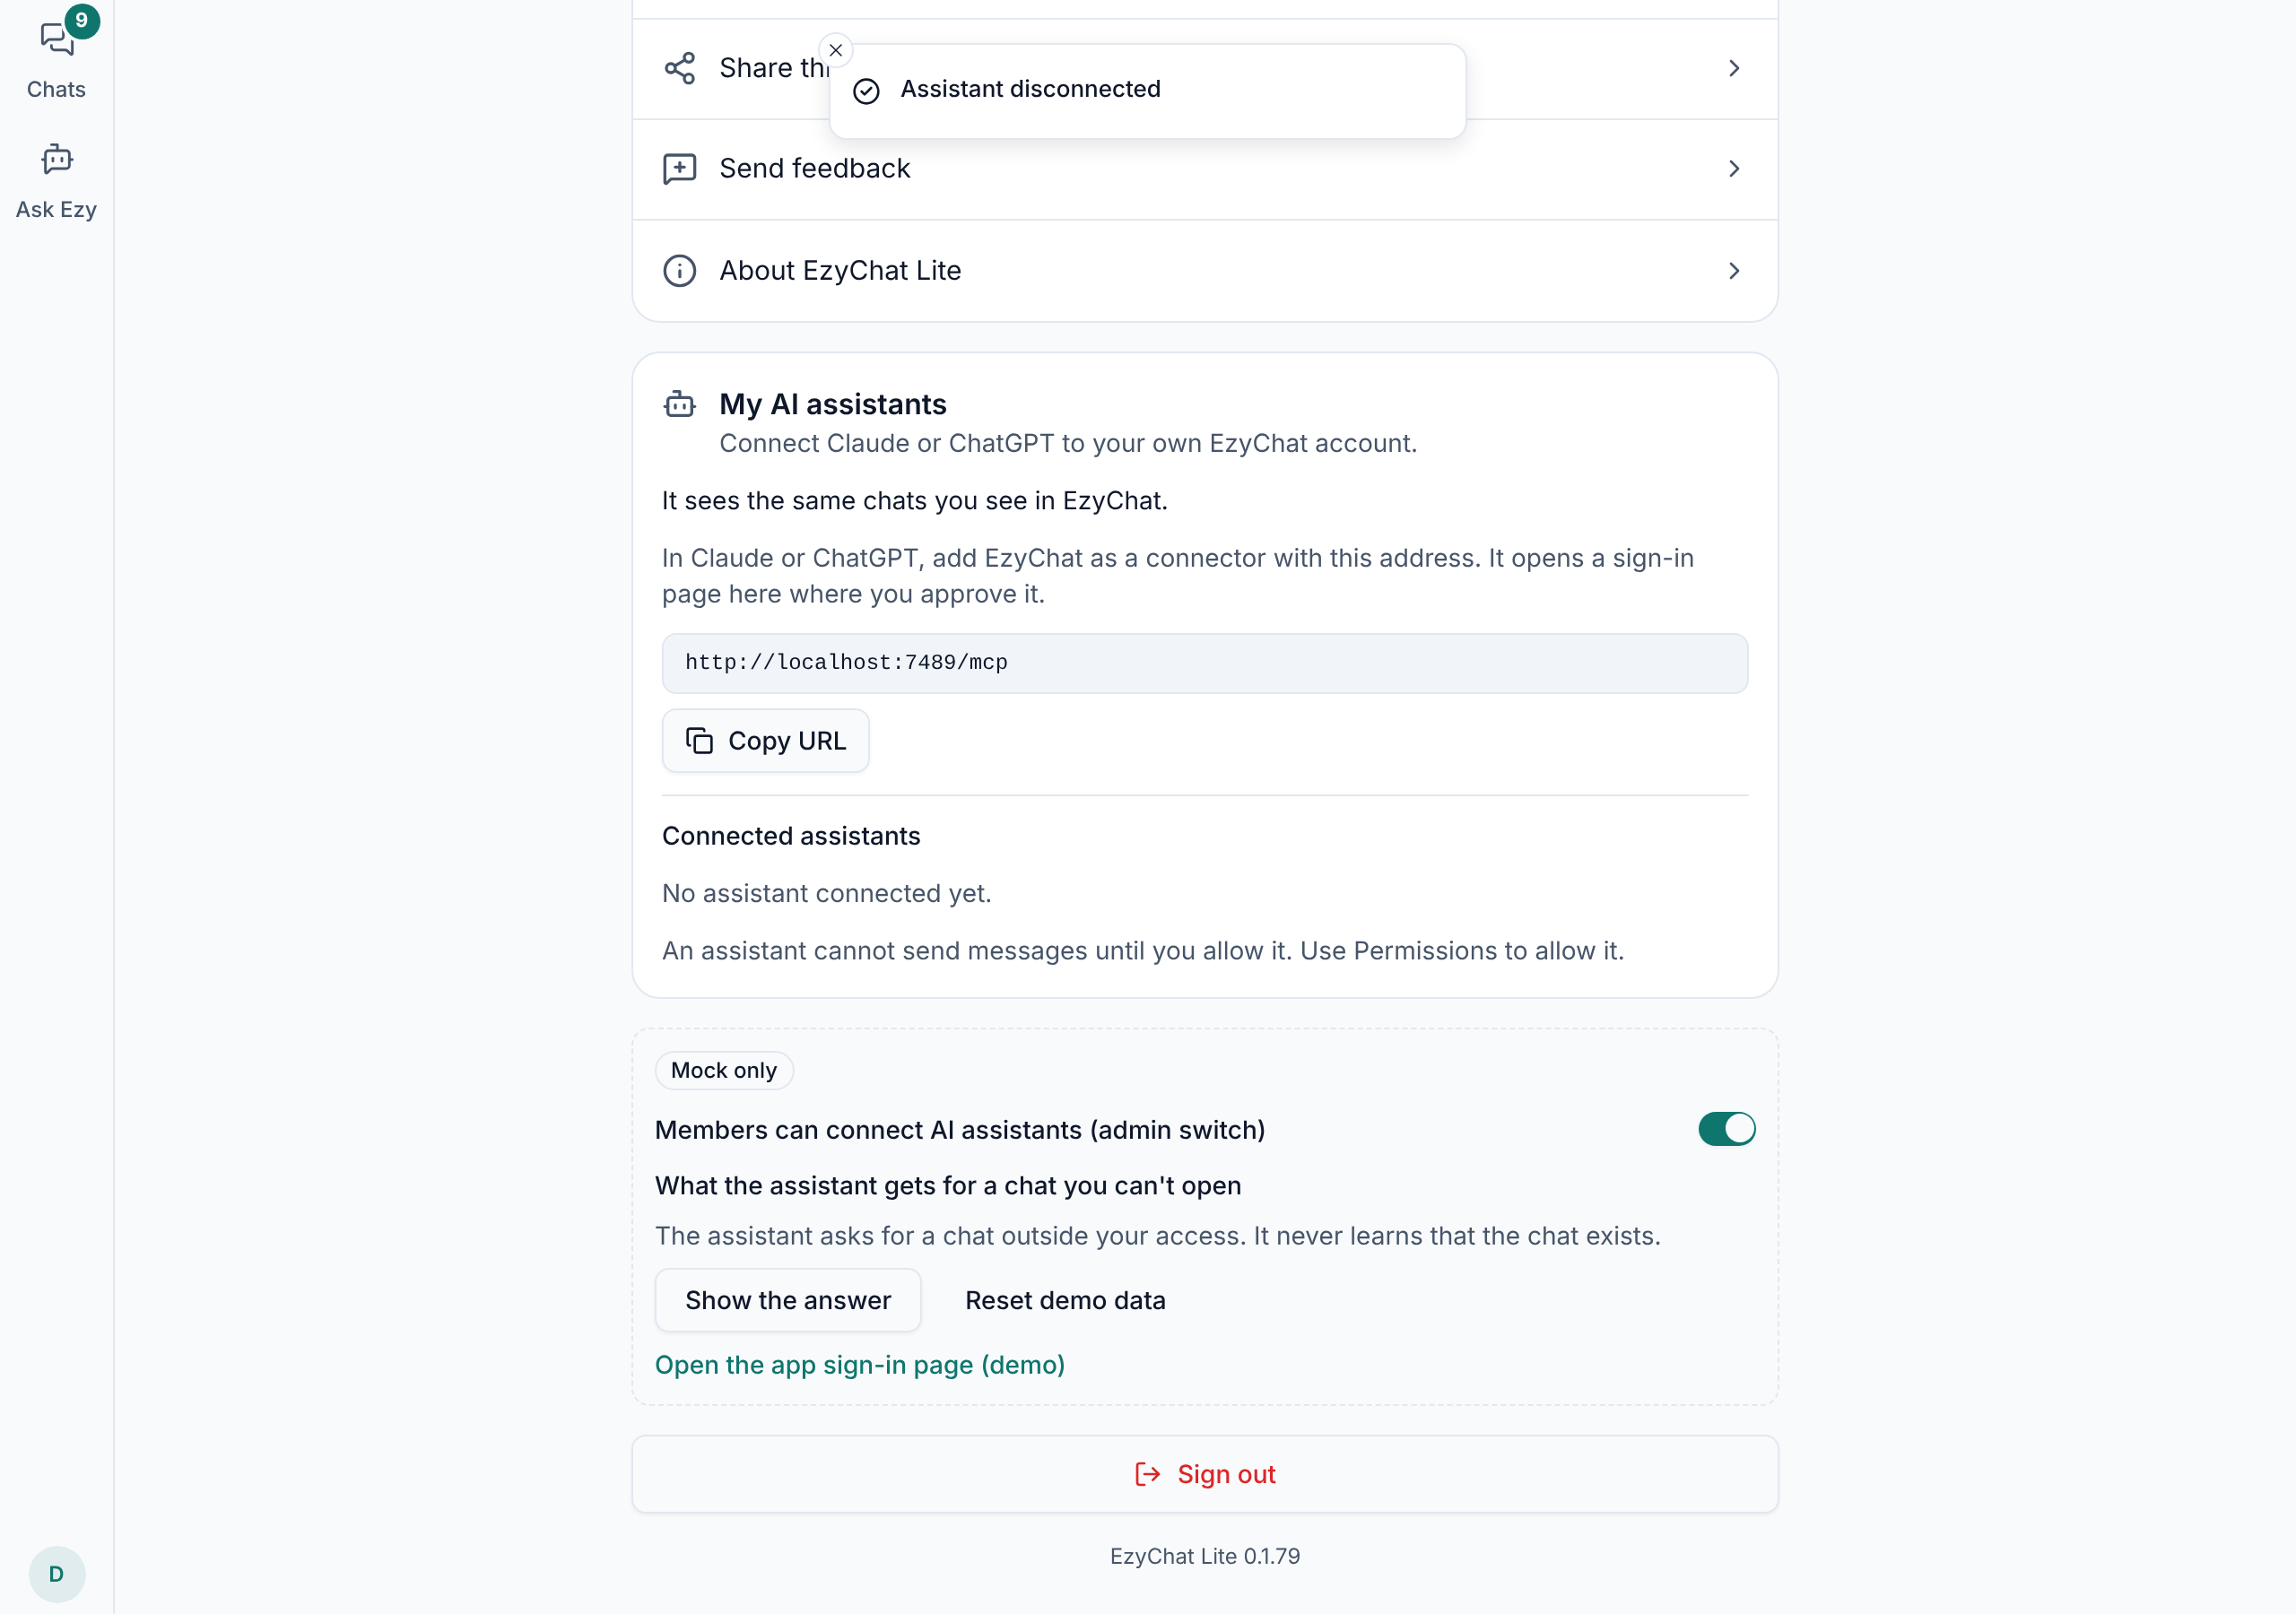 9
Chats
Ask Ezy
Share thi
Assistant disconnected
Send feedback
About EzyChat Lite
My AI assistants
Connect Claude or ChatGPT to your own EzyChat account.
It sees the same chats you see in EzyChat.
In Claude or ChatGPT, add EzyChat as a connector with this address. It opens a sign-in
page here where you approve it.
http://localhost:7489/mcp
Copy URL
Connected assistants
No assistant connected yet.
An assistant cannot send messages until you allow it. Use Permissions to allow it.
Mock only
Members can connect AI assistants (admin switch)
What the assistant gets for a chat you can't open
The assistant asks for a chat outside your access. It never learns that the chat exists.
Show the answer
Reset demo data
Open the app sign-in page (demo)
Sign out
EzyChat Lite 0.1.79
D